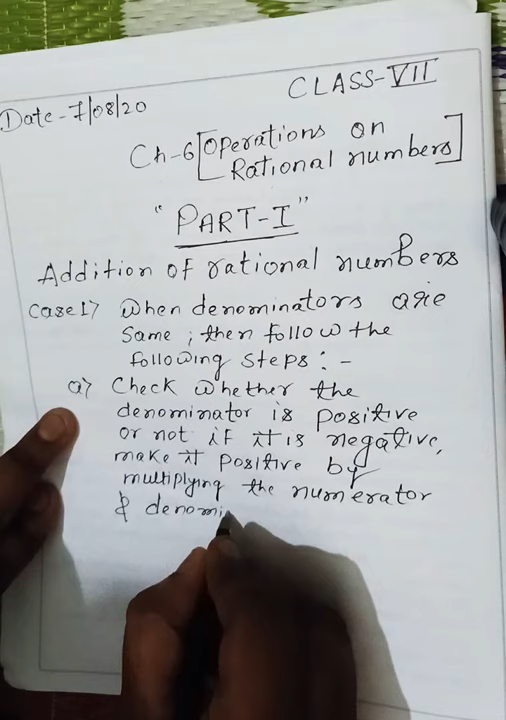 CLASS-VII
Date-7/08/20
Ch-6[Operations on
Rational numbers]
"PART-I"
Addition of rational numbers
Case 1> When denominators are
same ; then follow the
following steps : -
a> Check whether the
denominator is positive
or not if it is negative,
make it positive by
multiplying the numerator
& denomi